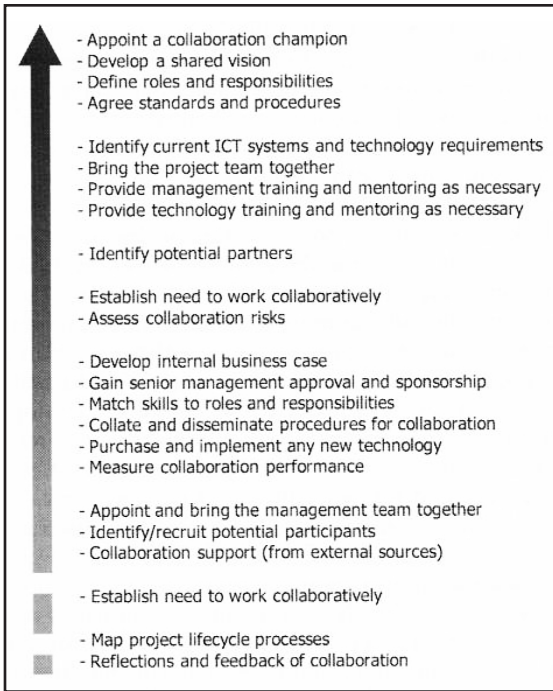 - Appoint a collaboration champion
- Develop a shared vision
- Define roles and responsibilities
- Agree standards and procedures
- Identify current ICT systems and technology requirements
- Bring the project team together
- Provide management training and mentoring as necessary
- Provide technology training and mentoring as necessary
- Identify potential partners
- Establish need to work collaboratively
- Assess collaboration risks
- Develop internal business case
- Gain senior management approval and sponsorship
- Match skills to roles and responsibilities
- Collate and disseminate procedures for collaboration
- Purchase and implement any new technology
- Measure collaboration performance
- Appoint and bring the management team together
- Identify/recruit potential participants
- Collaboration support (from external sources)
- Establish need to work collaboratively
- Map project lifecycle processes
- Reflections and feedback of collaboration